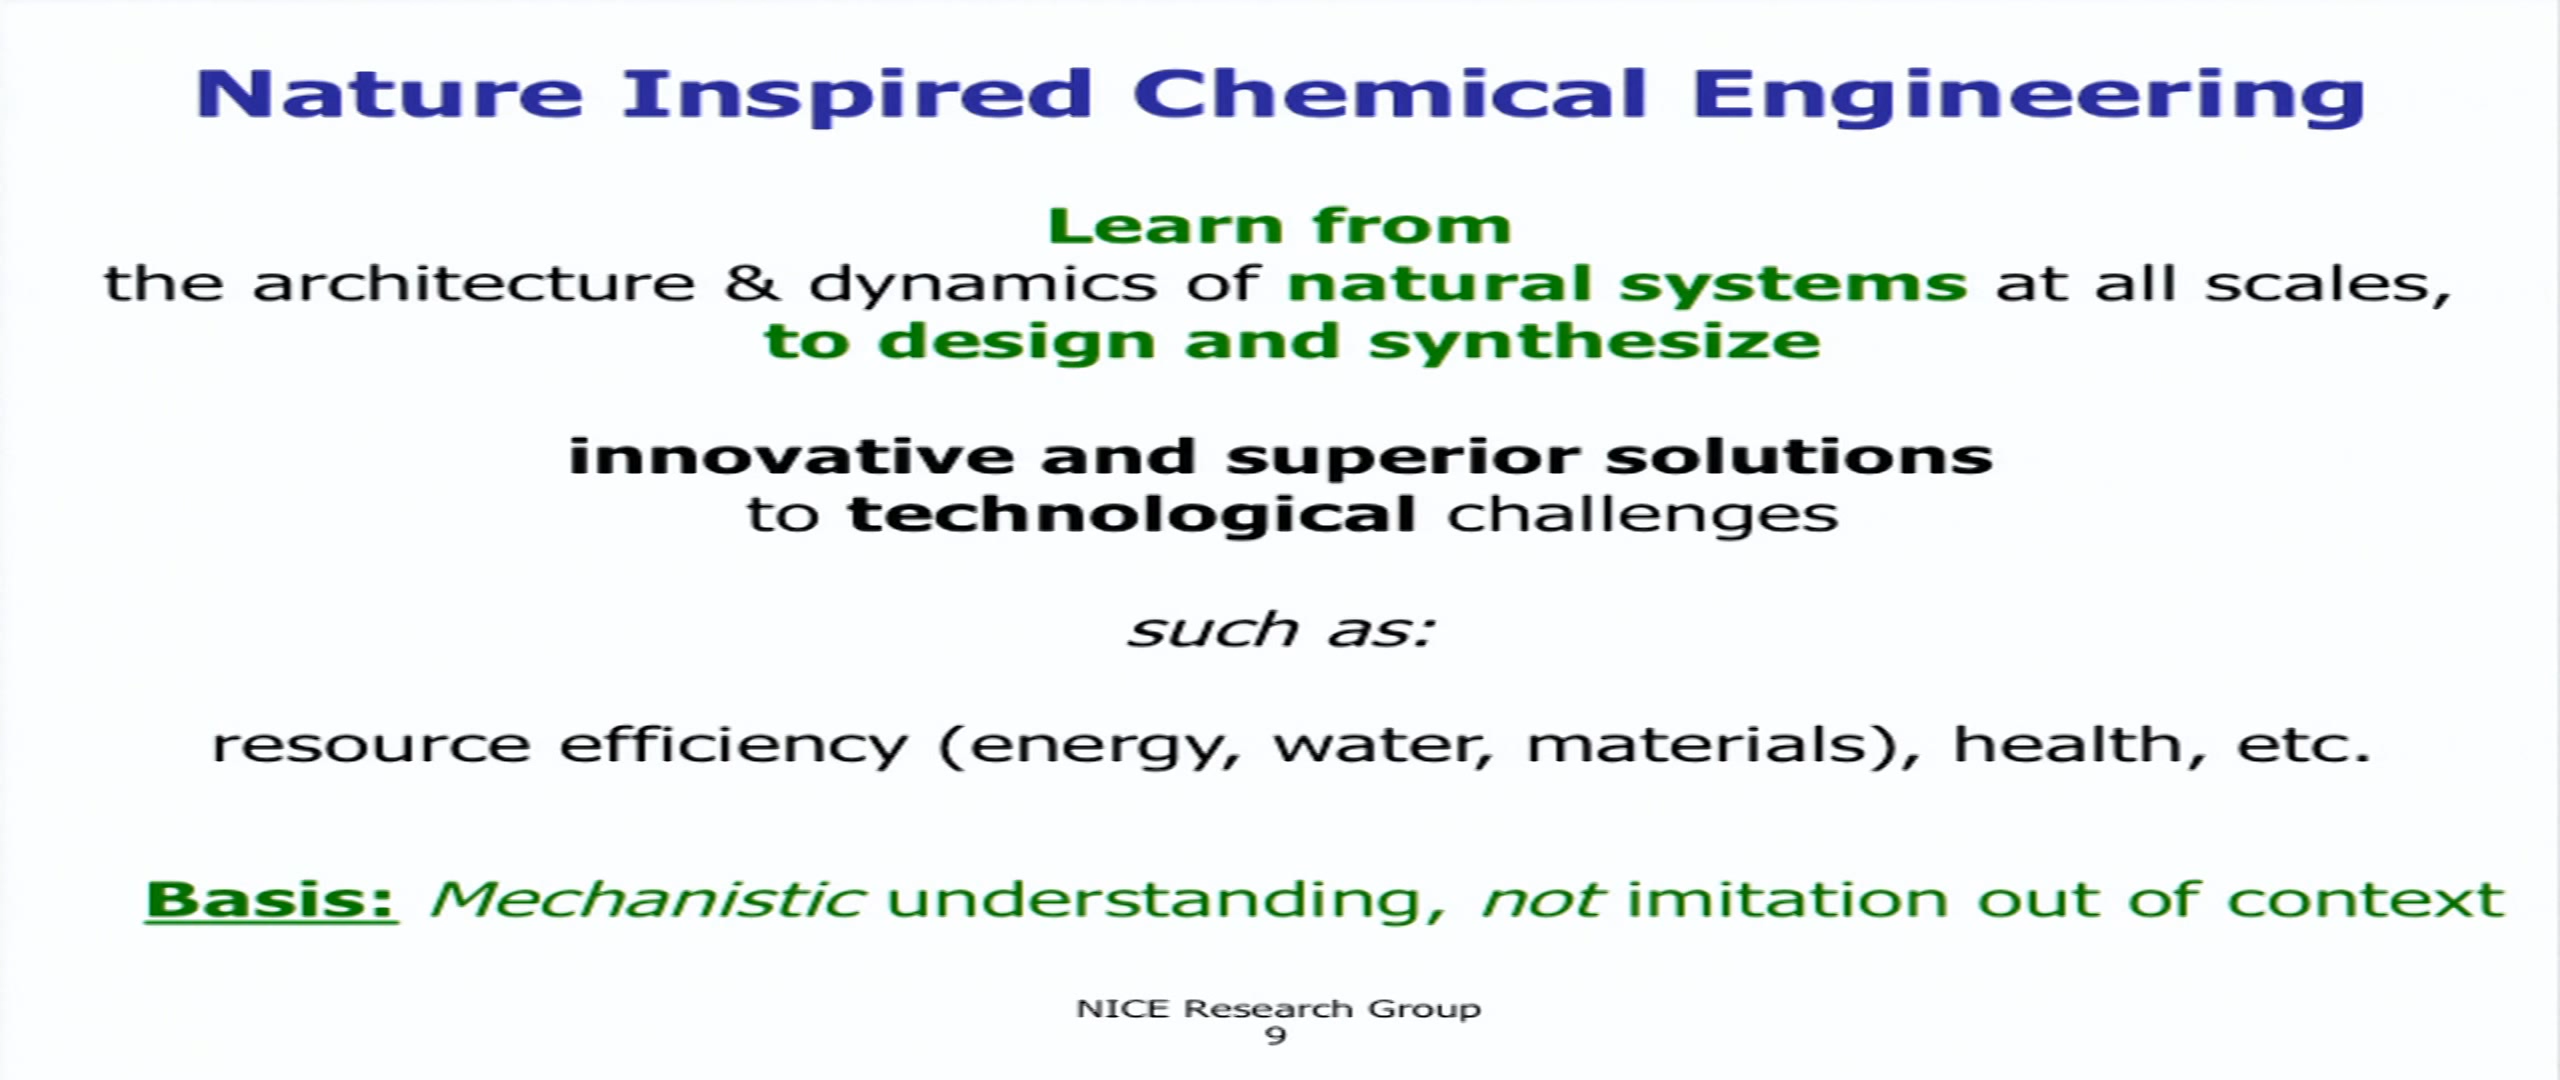 Nature Inspired Chemical Engineering
Learn from
the architecture & dynamics of natural systems at all scales,
to design and synthesize
innovative and superior solutions
to technological challenges
such as:
resource efficiency (energy, water, materials), health, etc.
Basis: Mechanistic understanding, not imitation out of context
NICE Research Group
9